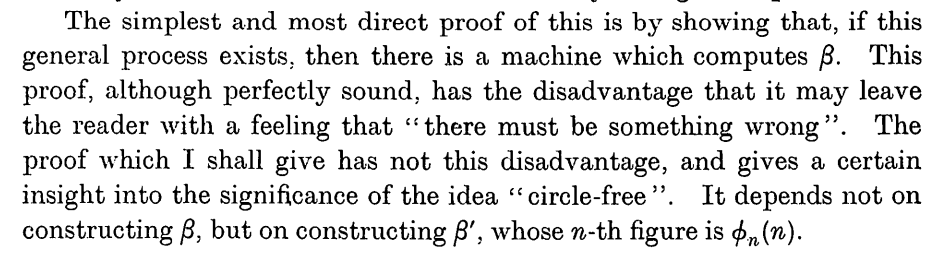 The simplest and most direct proof of this is by showing that, if this
general process exists, then there is a machine which computes β. This
proof, although perfectly sound, has the disadvantage that it may leave
the reader with a feeling that “there must be something wrong”. The
proof which I shall give has not this disadvantage, and gives a certain
insight into the significance of the idea “circle-free”. It depends not on
constructing β, but on constructing β′, whose n-th figure is ϕₙ(n).